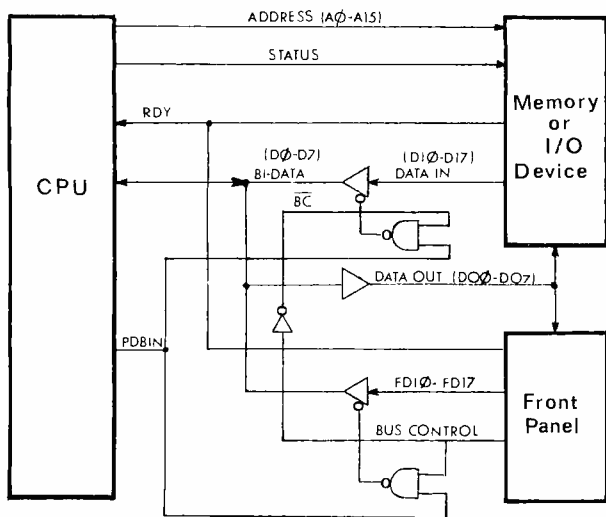 ADDRESS (AØ-A15)
STATUS
RDY
Memory
or
I/O
Device
CPU
(DØ-D7)
Bi-DATA
(DIØ-DI7)
DATA IN
BC
DATA OUT (DOØ-DO7)
PDBIN
FDIØ-FDI7
BUS CONTROL
Front
Panel